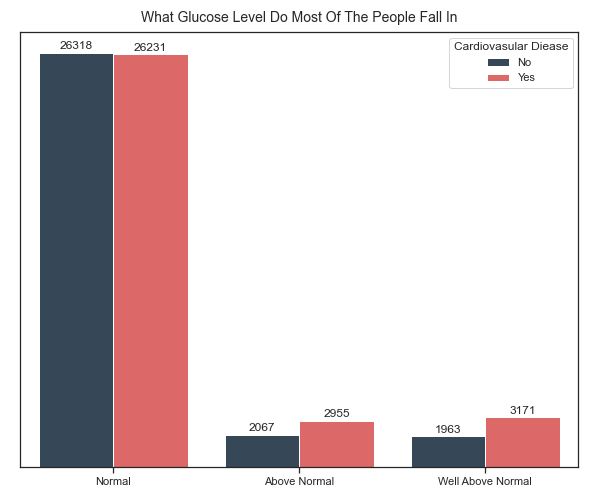 What Glucose Level Do Most Of The People Fall In
Cardiovasular Diease
No
Yes
26318
26231
2067
2955
1963
3171
Normal
Above Normal
Well Above Normal